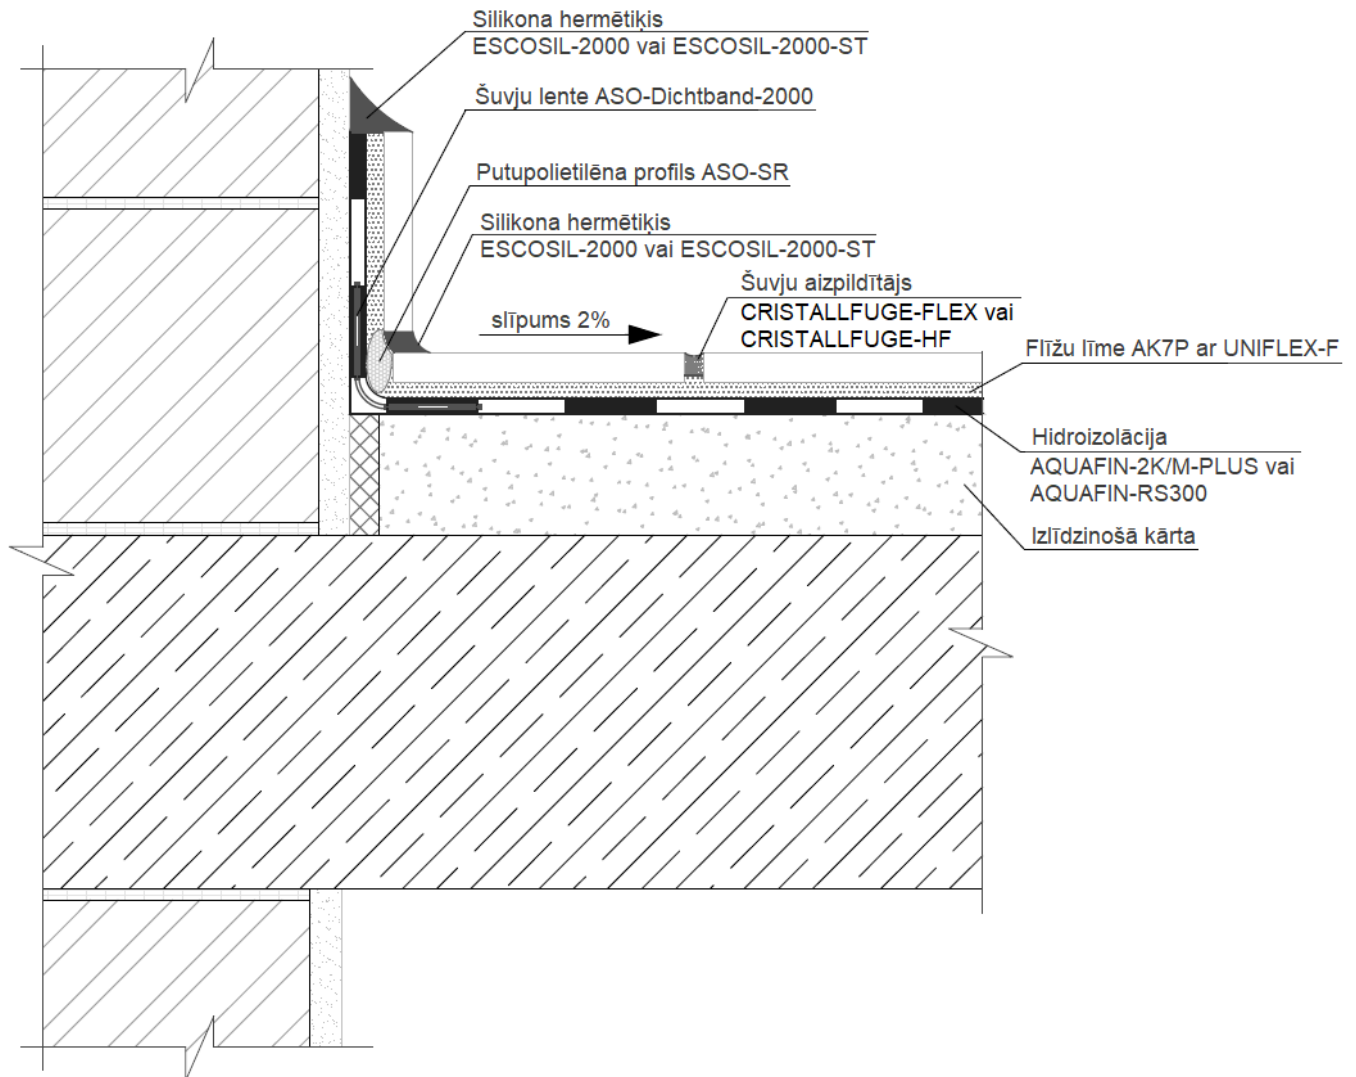 Silikona hermētiķis
ESCOSIL-2000 vai ESCOSIL-2000-ST
Šuvju lente ASO-Dichtband-2000
Putupolietilēna profils ASO-SR
Silikona hermētiķis
ESCOSIL-2000 vai ESCOSIL-2000-ST
Šuvju aizpildītājs
CRISTALLFUGE-FLEX vai
CRISTALLFUGE-HF
slīpums 2%
Flīžu līme AK7P ar UNIFLEX-F
Hidroizolācija
AQUAFIN-2K/M-PLUS vai
AQUAFIN-RS300
Izlīdzinošā kārta